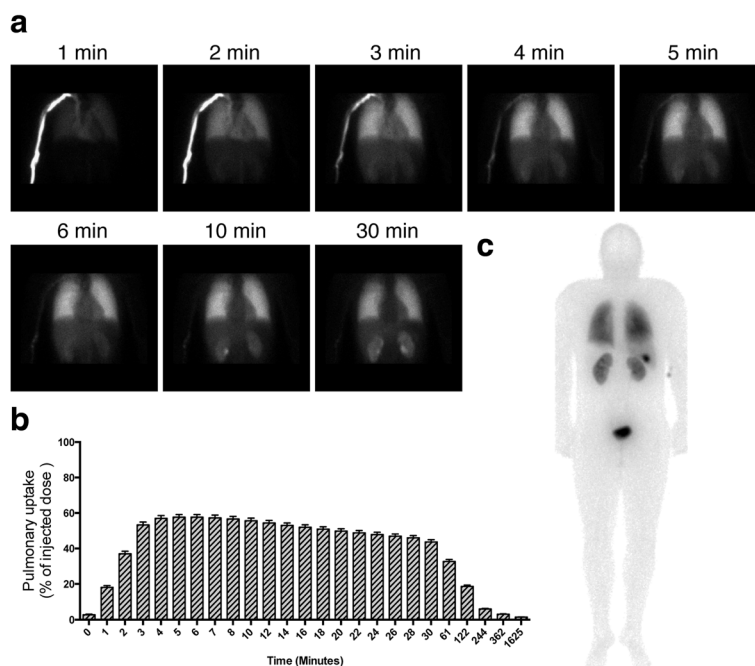 a
1 min 2 min 3 min 4 min 5 min
6 min 10 min 30 min
c
b
Pulmonary uptake
(% of injected dose )
100
80
60
40
20
0
0 1 2 3 4 5 6 7 8 10 12 14 16 18 20 22 24 26 28 30 61 122 244 362 1625
Time (Minutes)